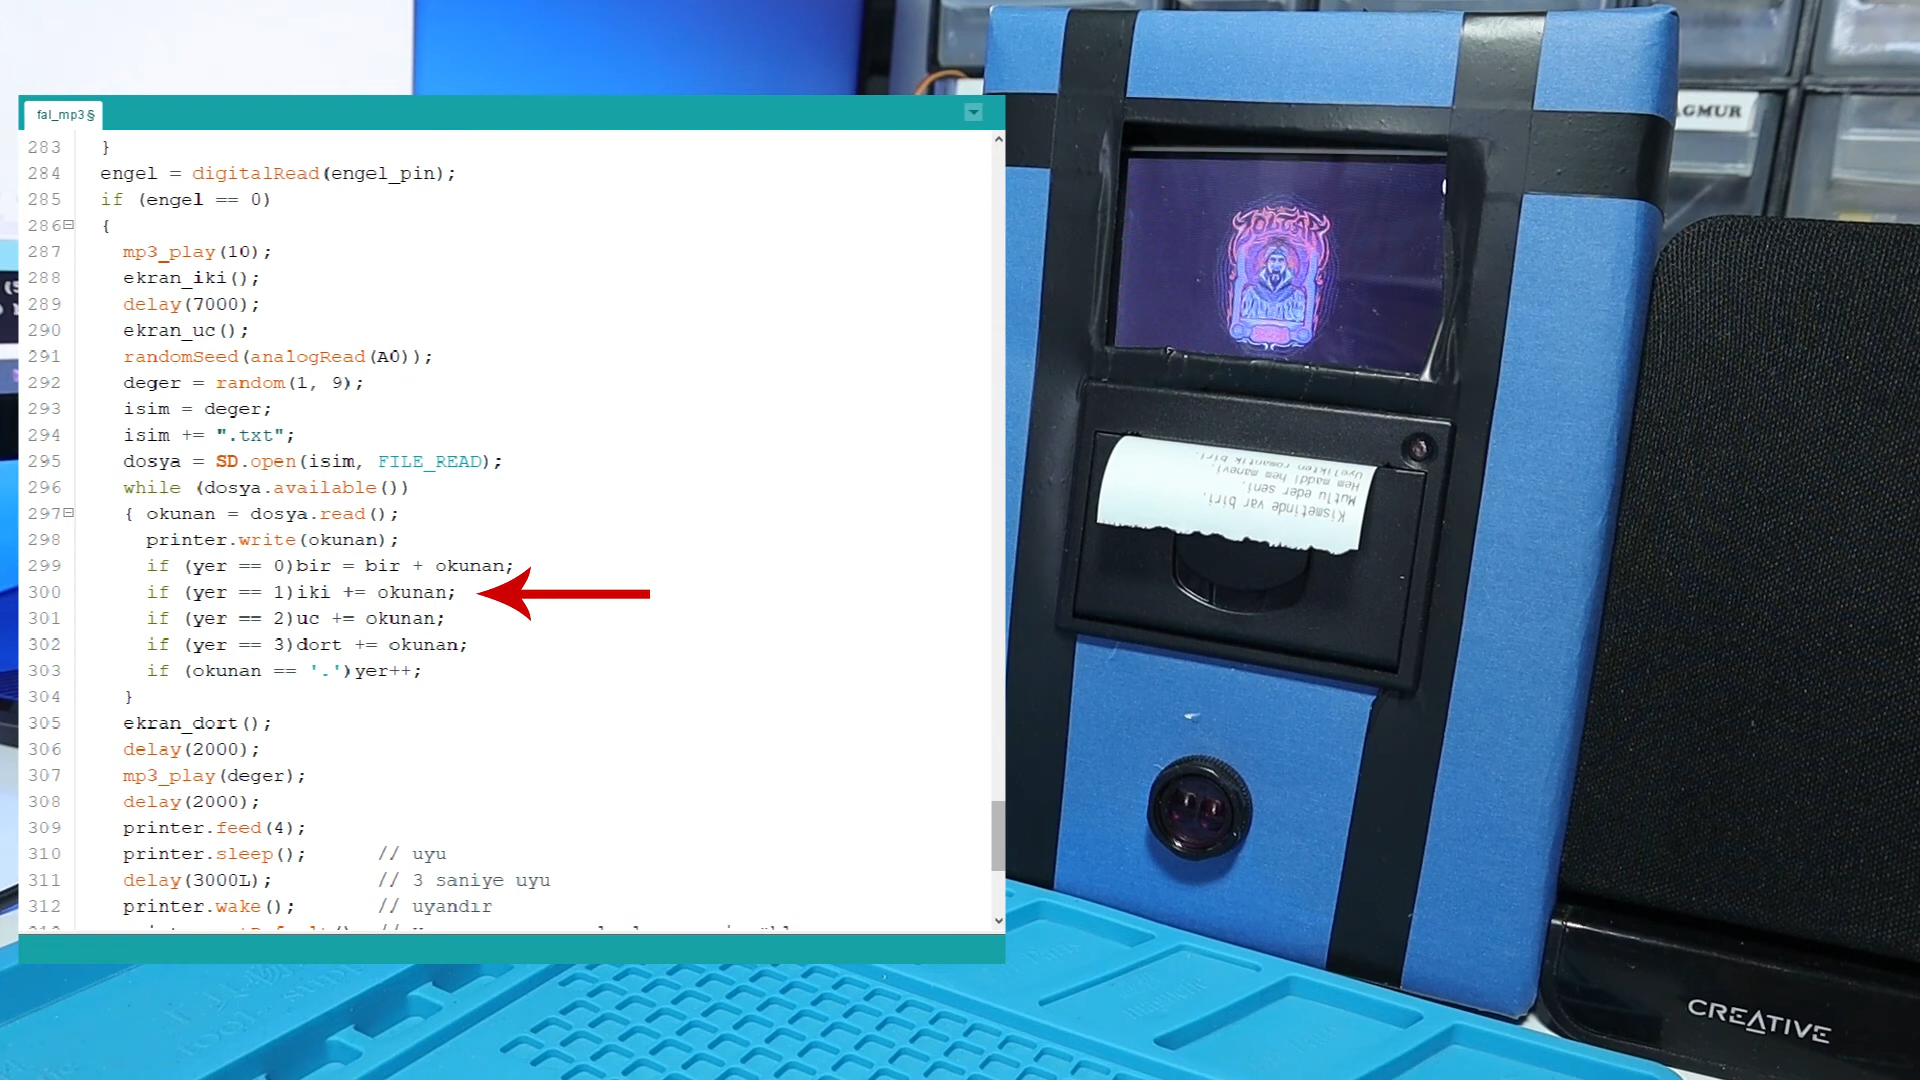 fal_mp3§
283 }
284 engel = digitalRead(engel_pin);
285 if (engel == 0)
286 {
287 mp3_play(10);
288 ekran_iki();
289 delay(7000);
290 ekran_uc();
291 randomSeed(analogRead(A0));
292 deger = random(1, 9);
293 isim = deger;
294 isim += ".txt";
295 dosya = SD.open(isim, FILE_READ);
296 while (dosya.available())
297 { okunan = dosya.read();
298 printer.write(okunan);
299 if (yer == 0)bir = bir + okunan;
300 if (yer == 1)iki += okunan;
301 if (yer == 2)uc += okunan;
302 if (yer == 3)dort += okunan;
303 if (okunan == '.')yer++;
304 }
305 ekran_dort();
306 delay(2000);
307 mp3_play(deger);
308 delay(2000);
309 printer.feed(4);
310 printer.sleep(); // uyu
311 delay(3000L); // 3 saniye uyu
312 printer.wake(); // uyandır
AGMUR
ZOLTAR
Kismetinde var biri.
Mutlu eder seni.
Hem maddi hem manevi.
Uyelikten romantik biri.
CREATIVE